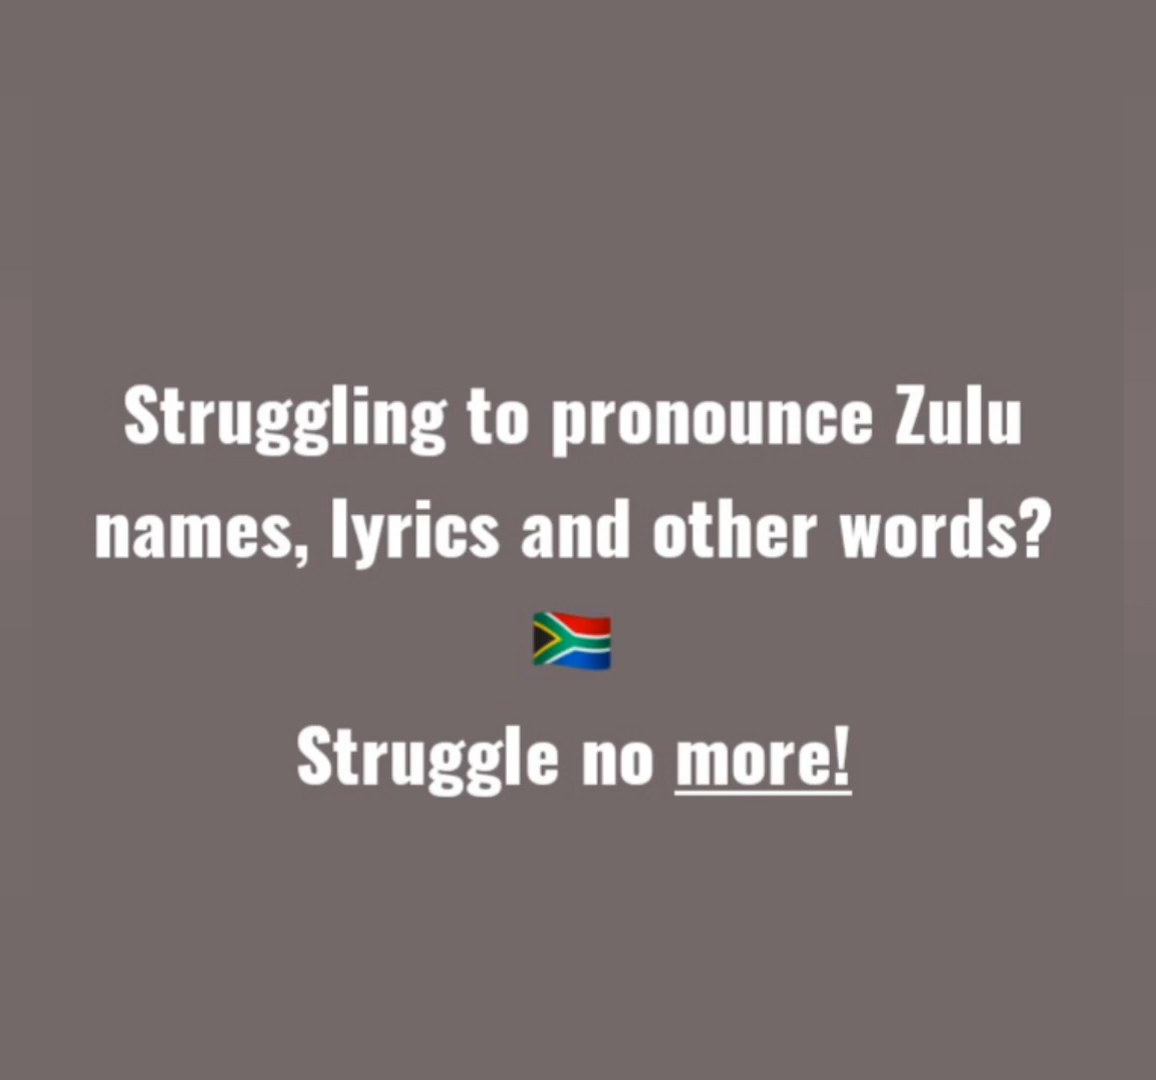 Struggling to pronounce Zulu
names, lyrics and other words?
🇿🇦
Struggle no more!